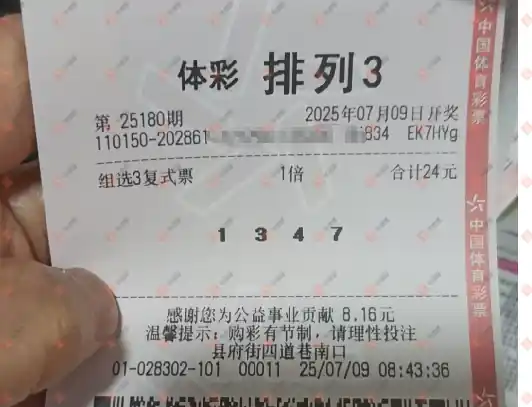 体彩 排列3
第 25180期 2025年07月09日开奖
110150-202861 834 EK7HYg
组选3复式票 1倍 合计24元
1 3 4 7
感谢您为公益事业贡献 8.16元
温馨提示: 购彩有节制,请理性投注
县府街四道巷南口
01-028302-101 00011 25/07/09 08:43:36
中国体育彩票
中国体育彩票